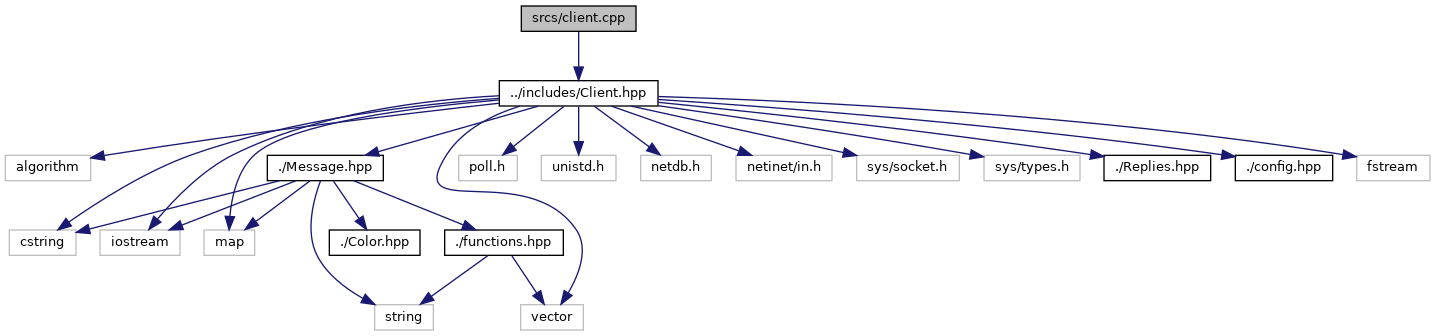 srcs/client.cpp
../includes/Client.hpp
algorithm
./Message.hpp
poll.h
unistd.h
netdb.h
netinet/in.h
sys/socket.h
sys/types.h
./Replies.hpp
./config.hpp
fstream
cstring
iostream
map
./Color.hpp
./functions.hpp
string
vector